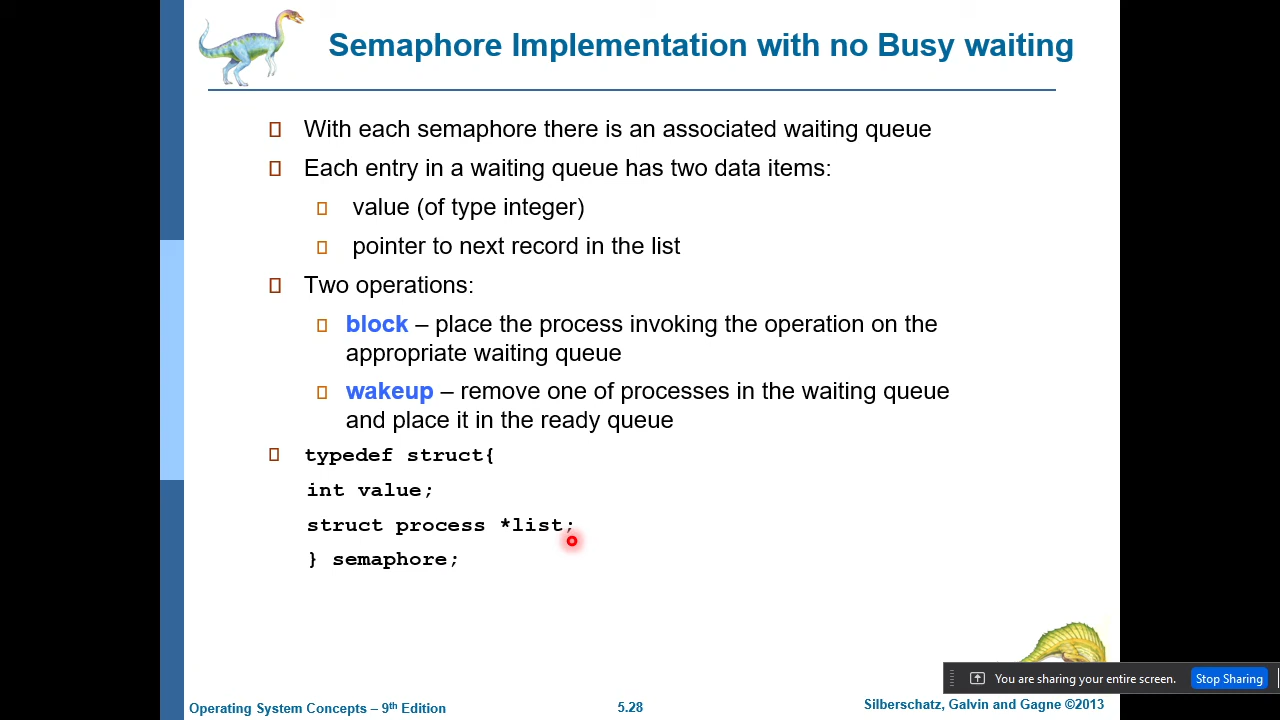 Semaphore Implementation with no Busy waiting
With each semaphore there is an associated waiting queue
Each entry in a waiting queue has two data items:
value (of type integer)
pointer to next record in the list
Two operations:
block – place the process invoking the operation on the
appropriate waiting queue
wakeup – remove one of processes in the waiting queue
and place it in the ready queue
typedef struct{
int value;
struct process *list;
} semaphore;
You are sharing your entire screen. Stop Sharing
Operating System Concepts – 9th Edition 5.28 Silberschatz, Galvin and Gagne ©2013